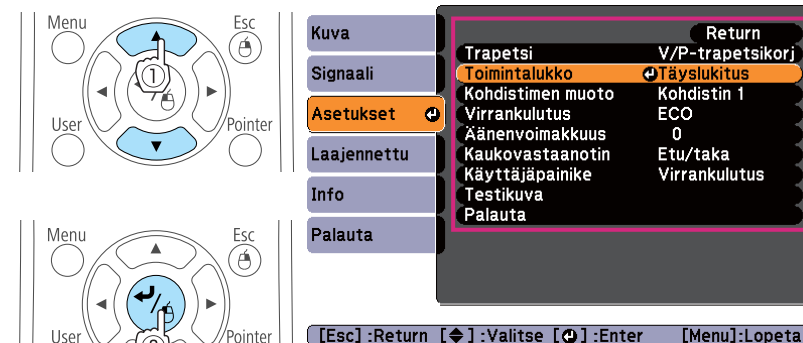 Menu
Esc
1
User
Pointer
Menu
Esc
User
2
Pointer
Kuva
Signaali
Asetukset
Laajennettu
Info
Palauta
Return
Trapetsi V/P-trapetsikorj
Toimintalukko Täyslukitus
Kohdistimen muoto Kohdistin 1
Virrankulutus ECO
Äänenvoimakkuus 0
Kaukovastaanotin Etu/taka
Käyttäjäpainike Virrankulutus
Testikuva
Palauta
[Esc] :Return [ ] :Valitse [ ] :Enter [Menu]:Lopeta